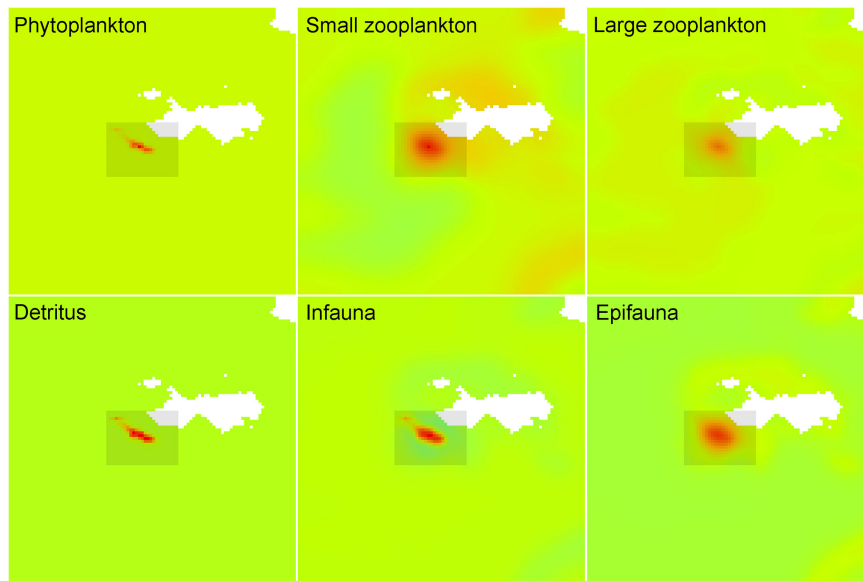 Phytoplankton
Small zooplankton
Large zooplankton
Detritus
Infauna
Epifauna